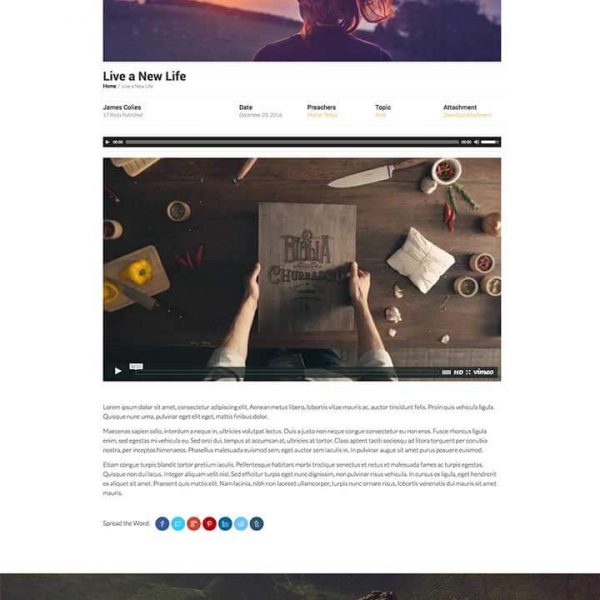 Live a New Life
Home / Live a New Life
James Colles Date Preachers Topic Attachment
17 Posts Published December 20, 2016 Download Attachment
00:00 00:00
BIBLIA
CHURRASCO
HD vimeo
Lorem ipsum dolor sit amet, consectetur adipiscing elit. Aenean metus libero, lobortis vitae mauris ac, auctor tincidunt felis. Proin quis vehicula ligula.
Quisque nunc urna, pulvinar eget elit eget, mattis finibus dolor.
Maecenas sapien odio, interdum a neque in, ultricies volutpat lectus. Duis a justo non neque congue consectetur eu non eros. Fusce rhoncus ligula
enim, sed egestas mi vehicula eu. Sed orci dui, tempus at accumsan at, ultricies at tortor. Class aptent taciti sociosqu ad litora torquent per conubia
nostra, per inceptos himenaeos. Phasellus malesuada euismod sem, eget auctor sem iaculis in. In pulvinar augue sit amet purus posuere euismod.
Etiam congue turpis blandit tortor pretium iaculis. Pellentesque habitant morbi tristique senectus et netus et malesuada fames ac turpis egestas.
Quisque non dui lacus. Integer aliquam velit nisl. Sed efficitur turpis eget nunc dignissim, non pulvinar risus vehicula. In cursus ex ligula, eget hendrerit
ex aliquet sit amet. Praesent quis mattis elit. Nam lacinia, nibh non laoreet ullamcorper, turpis nunc ornare risus, lobortis venenatis dui est mattis
mauris.
Spread the Word: